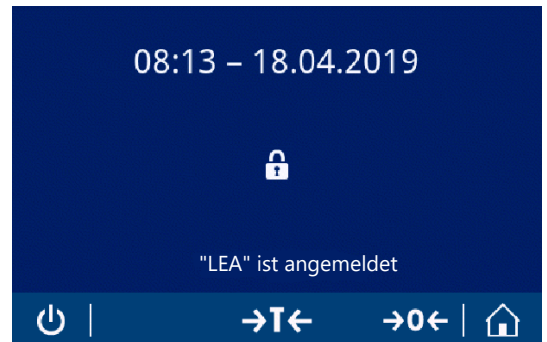 08:13 – 18.04.2019
"LEA" ist angemeldet
→T← →0←